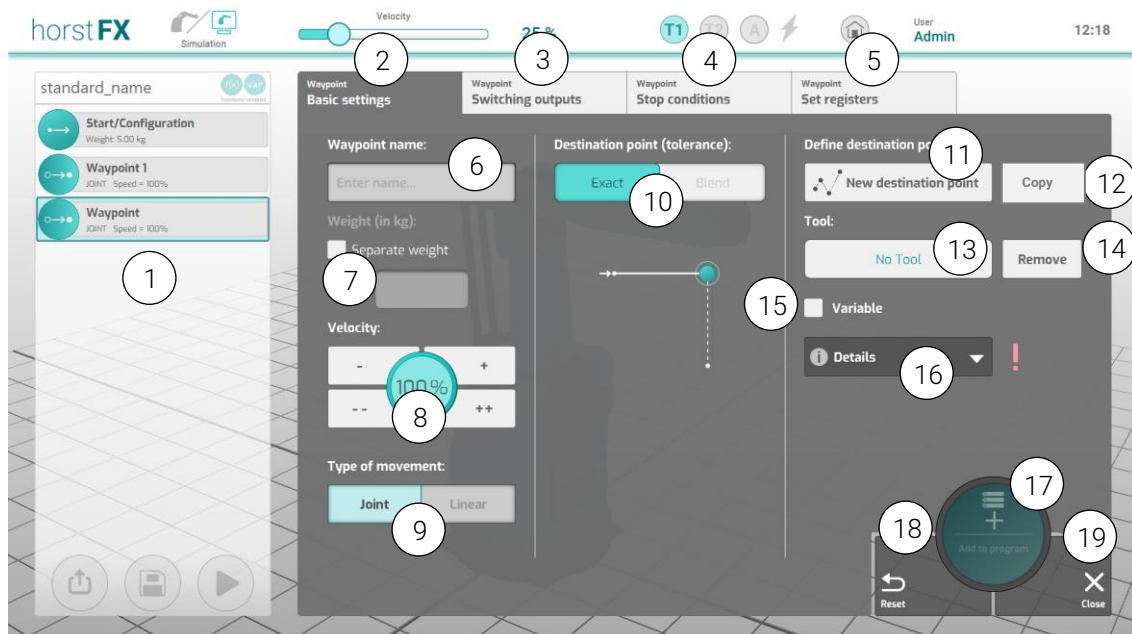 horstFX
Simulation
Velocity
25 %
T1
T2
A
User
Admin
12:18
standard_name
f(x)
var
Functions/variables
Start/Configuration
Weight: 5.00 kg
Waypoint 1
JOINT Speed = 100%
Waypoint
JOINT Speed = 100%
1
2
3
4
5
Waypoint
Basic settings
Waypoint
Switching outputs
Waypoint
Stop conditions
Waypoint
Set registers
Waypoint name:
Enter name...
6
Weight (in kg):
Separate weight
7
Velocity:
-
+
100%
--
++
8
Type of movement:
Joint
Linear
9
Destination point (tolerance):
Exact
Blend
10
Define destination po
11
New destination point
Copy
12
Tool:
No Tool
13
Remove
14
15
Variable
i
Details
16
!
17
Add to program
18
Reset
19
Close